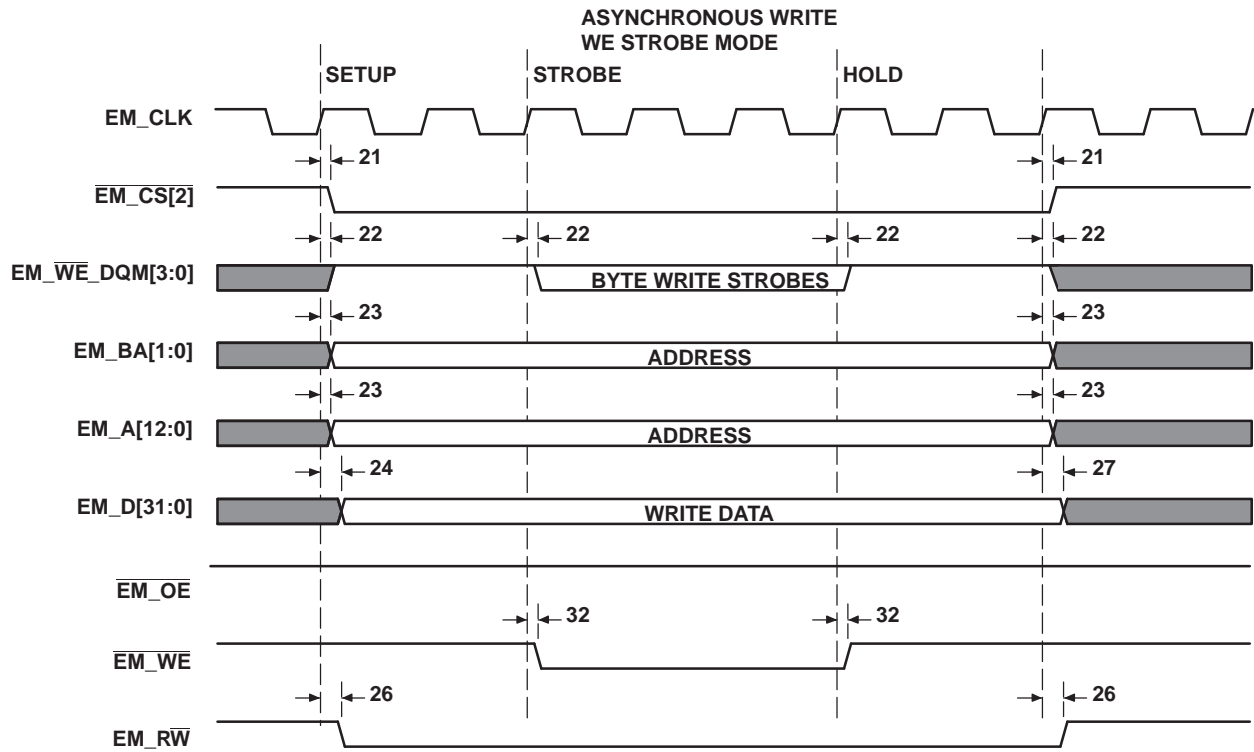 ASYNCHRONOUS WRITE
WE STROBE MODE
SETUP STROBE HOLD
EM_CLK
21 21
EM_CS[2]
22 22 22 22
EM_WE_DQM[3:0] BYTE WRITE STROBES
23 23
EM_BA[1:0] ADDRESS
23 23
EM_A[12:0] ADDRESS
24 27
EM_D[31:0] WRITE DATA
EM_OE
32 32
EM_WE
26 26
EM_RW